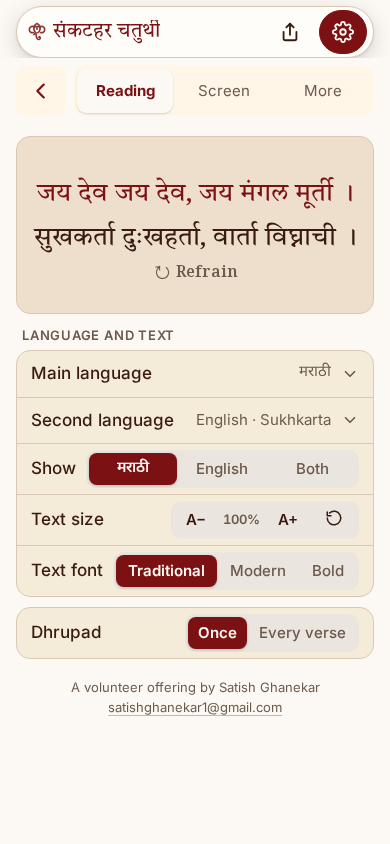 संकटहर चतुर्थी
Reading Screen More
जय देव जय देव, जय मंगल मूर्ती ।
सुखकर्ता दुःखहर्ता, वार्ता विघ्नाची ।
Refrain
LANGUAGE AND TEXT
Main language मराठी
Second language English · Sukhkarta
Show मराठी English Both
Text size A− 100% A+
Text font Traditional Modern Bold
Dhrupad Once Every verse
A volunteer offering by Satish Ghanekar
satishghanekar1@gmail.com